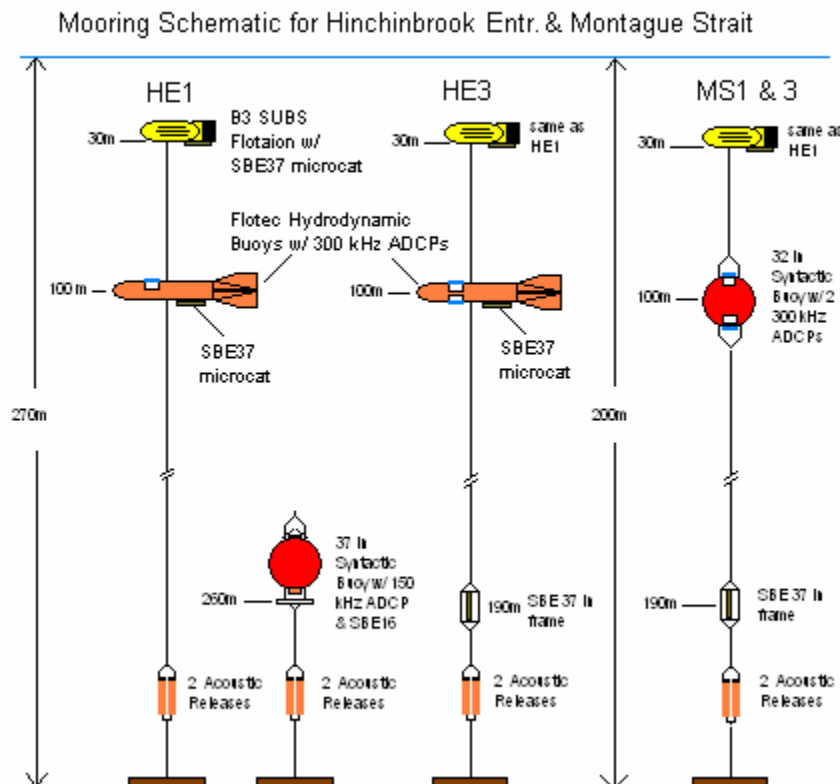 Mooring Schematic for Hinchinbrook Entr. & Montague Strait
HE1
B3 SUBS
Flotaion w/
SBE37 microcat
30m
HE3
30m
same as
HE1
MS1 & 3
30m
same as
HE1
Flotec Hydrodynamic
Buoys w/ 300 kHz ADCPs
100 m
SBE37
microcat
100m
SBE37
microcat
100m
32 in
Syntactic
Buoy w/2
300 kHz
ADCPs
270m
200m
37 in
Syntactic
Buoy w/ 150
kHz ADCP
& SBE16
260m
190m
SBE 37 in
frame
190m
SBE 37 in
frame
2 Acoustic
Releases
2 Acoustic
Releases
2 Acoustic
Releases
2 Acoustic
Releases